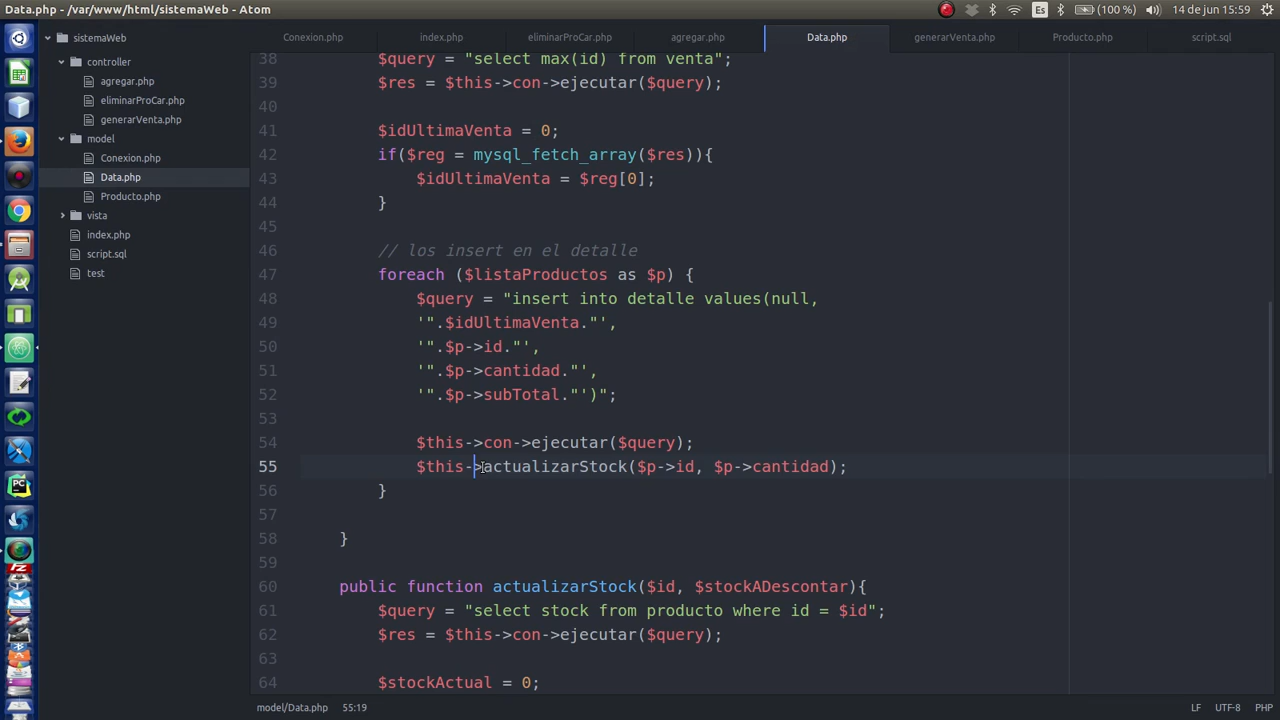 Data.php - /var/www/html/sistemaWeb - Atom
Es
(100 %)
14 de jun 15:59
sistemaWeb
controller
agregar.php
eliminarProCar.php
generarVenta.php
model
Conexion.php
Data.php
Producto.php
vista
index.php
script.sql
test
Conexion.php index.php eliminarProCar.php agregar.php Data.php generarVenta.php Producto.php script.sql
38 $query = "select max(id) from venta";
39 $res = $this->con->ejecutar($query);
40
41 $idUltimaVenta = 0;
42 if($reg = mysql_fetch_array($res)){
43 $idUltimaVenta = $reg[0];
44 }
45
46 // los insert en el detalle
47 foreach ($listaProductos as $p) {
48 $query = "insert into detalle values(null,
49 '".$idUltimaVenta."',
50 '".$p->id."',
51 '".$p->cantidad."',
52 '".$p->subTotal."')";
53
54 $this->con->ejecutar($query);
55 $this->actualizarStock($p->id, $p->cantidad);
56 }
57
58 }
59
60 public function actualizarStock($id, $stockADescontar){
61 $query = "select stock from producto where id = $id";
62 $res = $this->con->ejecutar($query);
63
64 $stockActual = 0;
model/Data.php 55:19
LF UTF-8 PHP